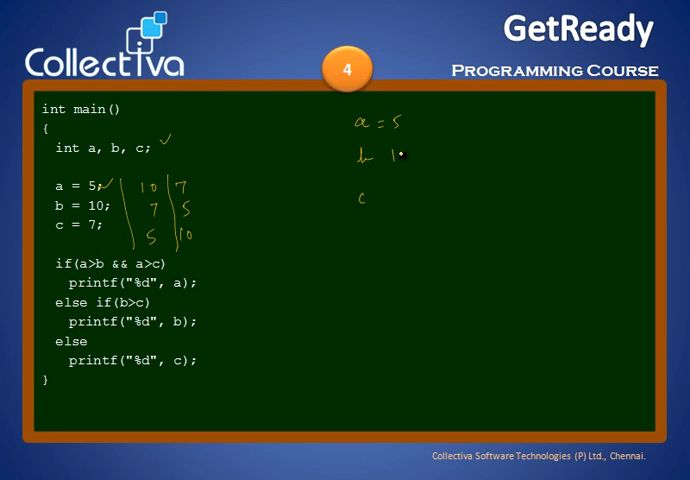 GetReady
Collectiva
4
PROGRAMMING COURSE
int main()
{
int a, b, c;
a = 5;
b = 10;
c = 7;
10 7
7 5
5 10
if(a>b && a>c)
printf("%d", a);
else if(b>c)
printf("%d", b);
else
printf("%d", c);
}
a = 5
b 1
c
Collectiva Software Technologies (P) Ltd., Chennai.